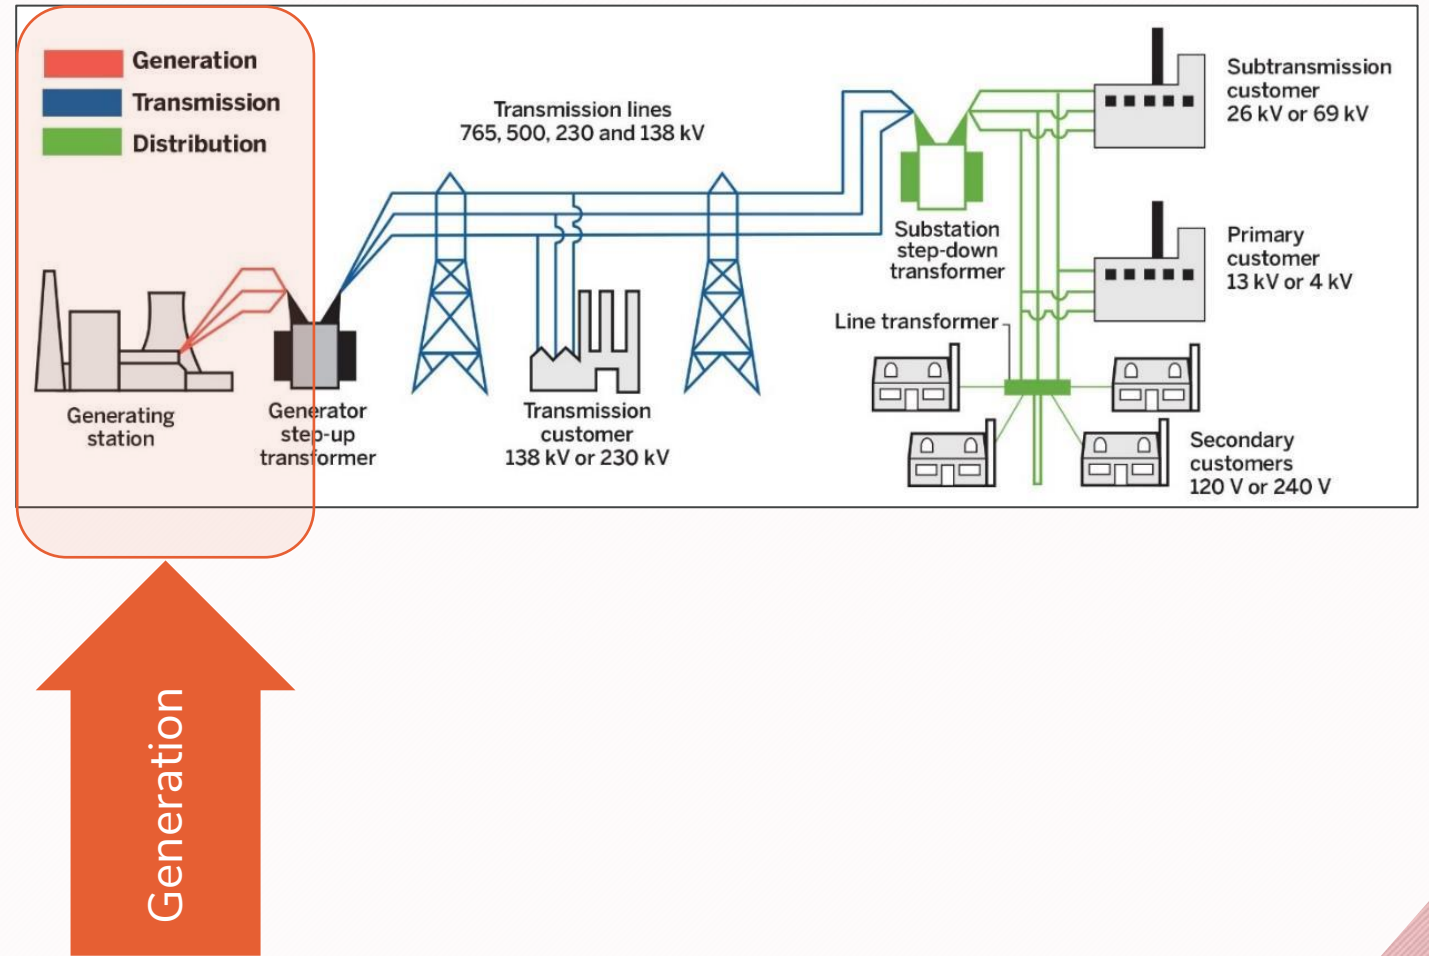 Generation
Transmission
Distribution
Transmission lines
765, 500, 230 and 138 kV
Subtransmission
customer
26 kV or 69 kV
Substation
step-down
transformer
Primary
customer
13 kV or 4 kV
Line transformer
Generating
station
Generator
step-up
transformer
Transmission
customer
138 kV or 230 kV
Secondary
customers
120 V or 240 V
Generation